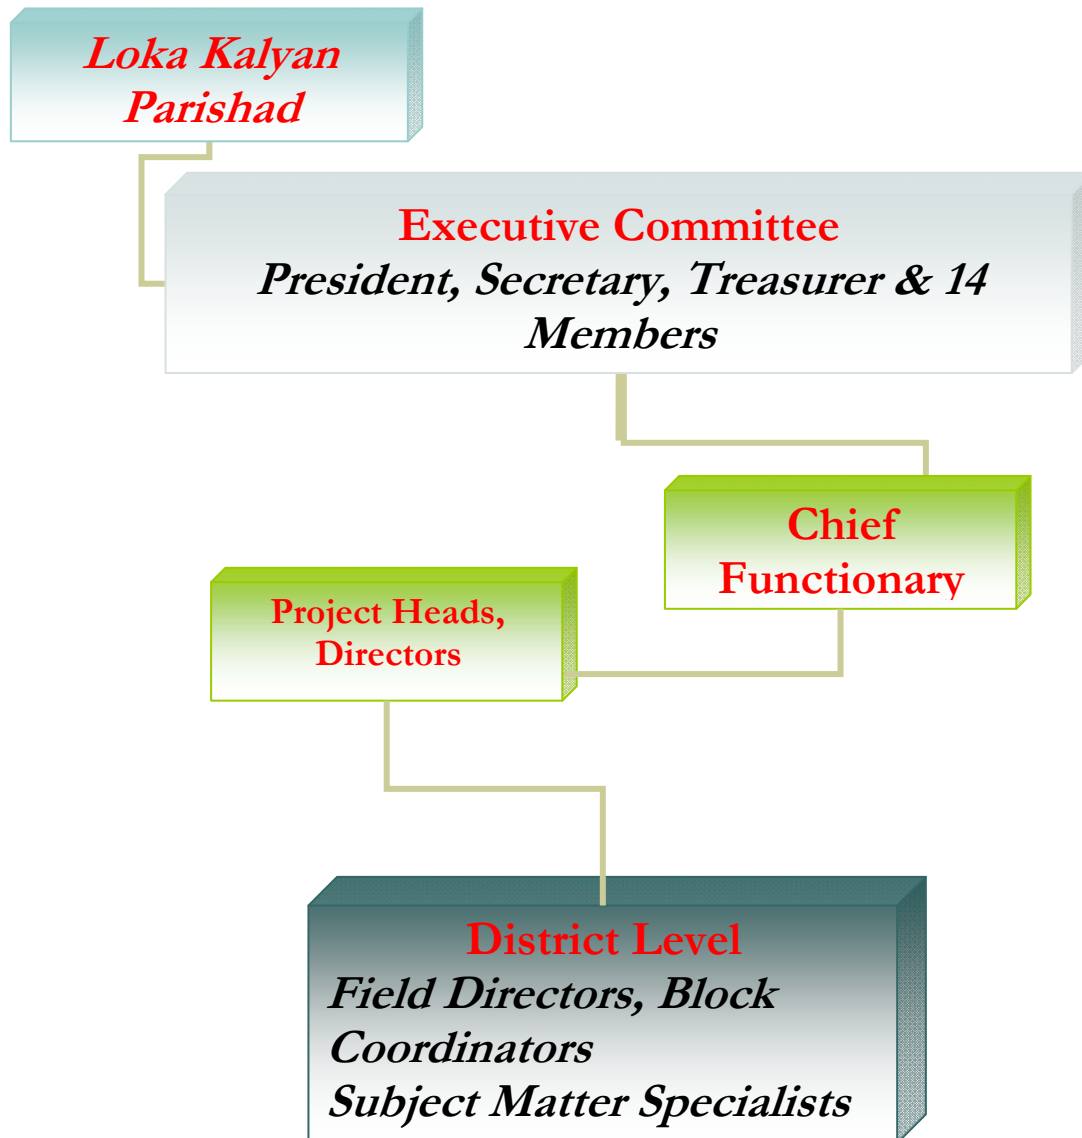 Loka Kalyan
Parishad
Executive Committee
President, Secretary, Treasurer & 14
Members
Chief
Functionary
Project Heads,
Directors
District Level
Field Directors, Block
Coordinators
Subject Matter Specialists